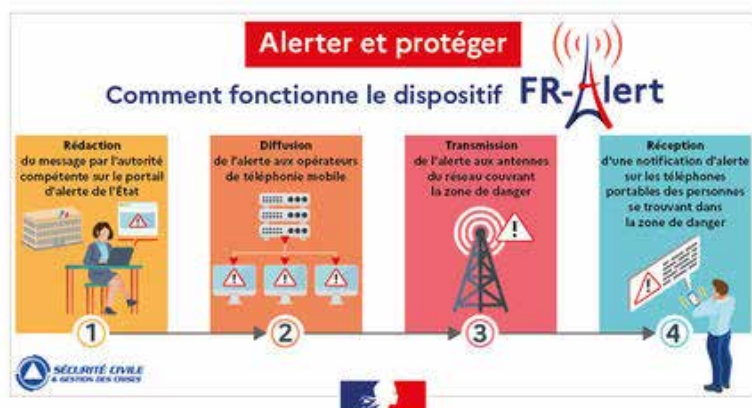 Alerter et protéger
Comment fonctionne le dispositif FR-Alert
Rédaction
du message par l'autorité
compétente sur le portail
d'alerte de l'État
1
Diffusion
de l'alerte aux opérateurs
de téléphonie mobile
2
Transmission
de l'alerte aux antennes
du réseau couvrant
la zone de danger
3
Réception
d'une notification d'alerte
sur les téléphones
portables des personnes
se trouvant dans
la zone de danger
4
SÉCURITÉ CIVILE
& GESTION DES CRISES